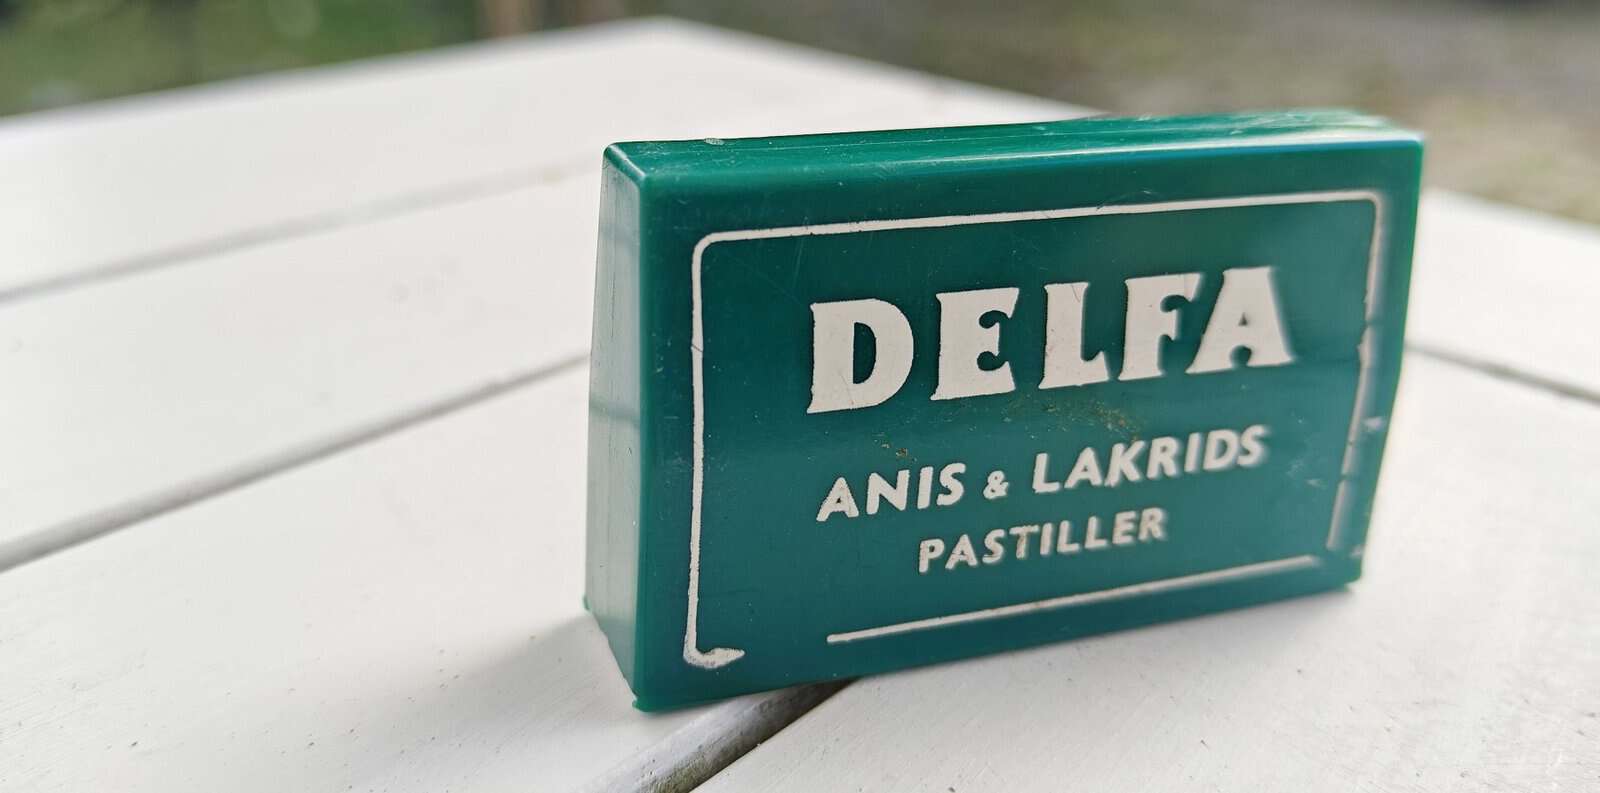 DELFA
ANIS & LAKRIDS
PASTILLER